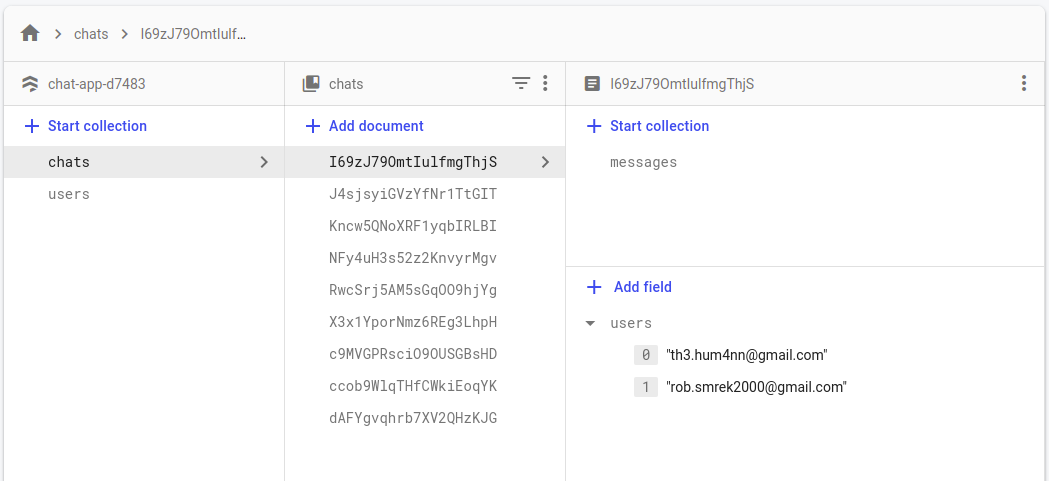 chats
I69zJ79OmtIulf…
chat-app-d7483
chats
I69zJ79OmtIulfmgThjS
Start collection
Add document
Start collection
chats
I69zJ79OmtIulfmgThjS
messages
users
J4sjsyiGVzYfNr1TtGIT
Kncw5QNoXRF1yqbIRLBI
NFy4uH3s52z2KnvyrMgv
RwcSrj5AM5sGqOO9hjYg
Add field
X3x1YporNmz6REg3LhpH
users
c9MVGPRsciO9OUSGBsHD
0 "th3.hum4nn@gmail.com"
ccob9WlqTHfCWkiEoqYK
1 "rob.smrek2000@gmail.com"
dAFYgvqhrb7XV2QHzKJG